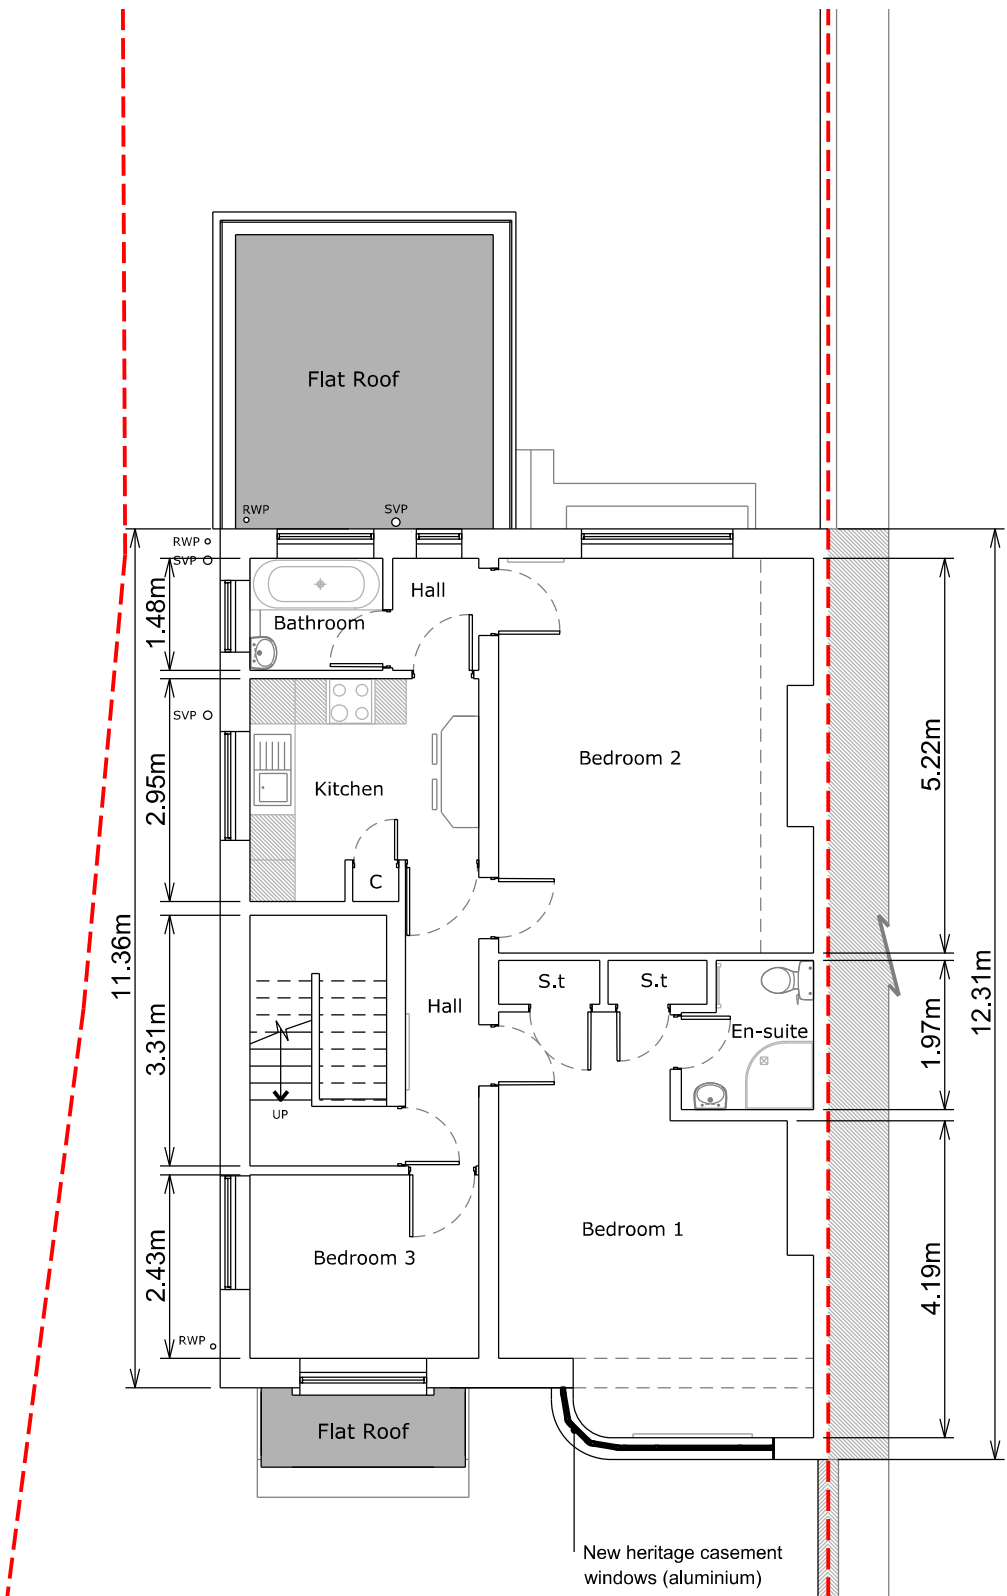 Flat Roof
RWP
SVP
RWP
SVP
Hall
Bathroom
1.48m
SVP
2.95m
Kitchen
Bedroom 2
5.22m
C
11.36m
12.31m
3.31m
Hall
S.t
S.t
En-suite
1.97m
UP
Bedroom 1
Bedroom 3
2.43m
4.19m
RWP
Flat Roof
New heritage casement
windows (aluminium)